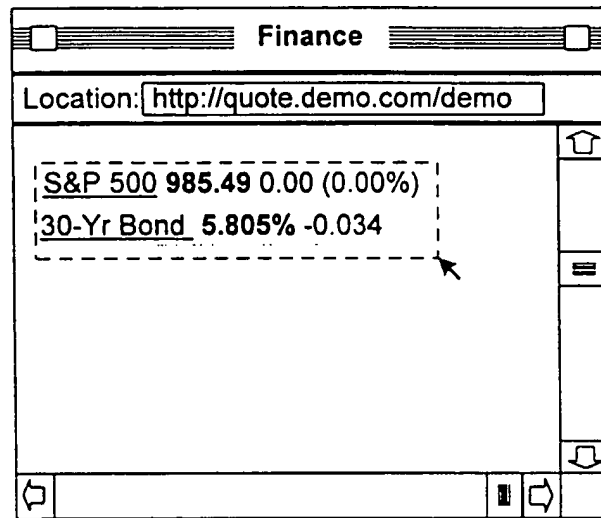 Finance
Location: http://quote.demo.com/demo
S&P 500 985.49 0.00 (0.00%)
30-Yr Bond 5.805% -0.034